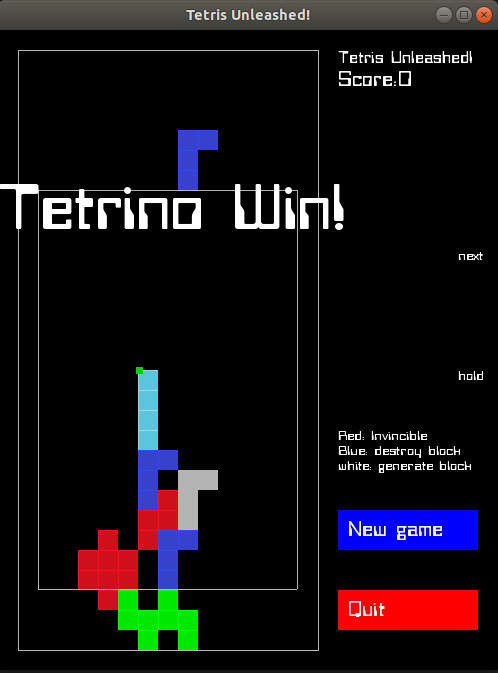 Tetris Unleashed!
Tetris Unleashed!
Score:0
Tetrino Win!
next
hold
Red: Invincible
Blue: destroy block
white: generate block
New game
Quit